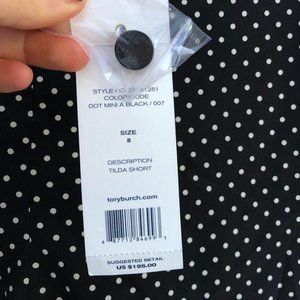 STYLE NO. 251
COLOR/CODE
DOT MINI A BLACK / 007
SIZE
8
DESCRIPTION
TILDA SHORT
toryburch.com
SUGGESTED RETAIL
US $195.00